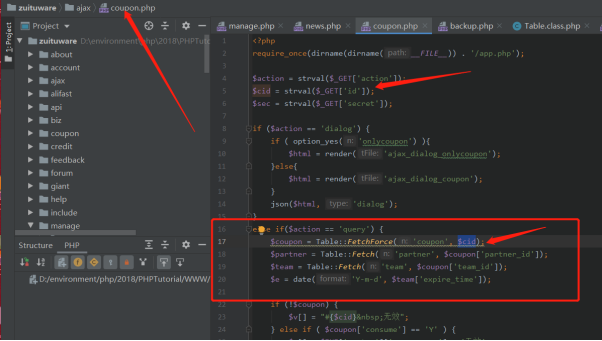 zuituware
ajax
coupon.php
Project
manage.php
news.php
coupon.php
backup.php
Table.class.php
1: Project
zuituware D:\environment\php\2018\PHPTutorial
about
account
ajax
alifast
api
biz
coupon
credit
feedback
forum
giant
help
include
manage
Structure
PHP
D:/environment/php/2018/PHPTutorial/WWW/
1 <?php
2 require_once(dirname(dirname( path: __FILE__)) . '/app.php');
3
4 $action = strval($_GET['action']);
5 $cid = strval($_GET['id']);
6 $sec = strval($_GET['secret']);
7
8 if ($action == 'dialog') {
9 if ( option_yes( n: 'onlycoupon') ){
10 $html = render( tFile: 'ajax_dialog_onlycoupon');
11 }else{
12 $html = render( tFile: 'ajax_dialog_coupon');
13 }
14 json($html, type: 'dialog');
15 }
16 e e if($action == 'query') {
17 $coupon = Table::FetchForce( n: 'coupon', $cid);
18 $partner = Table::Fetch( n: 'partner', $coupon['partner_id']);
19 $team = Table::Fetch( n: 'team', $coupon['team_id']);
20 $e = date( format: 'Y-m-d', $team['expire_time']);
21
22 if (!$coupon) {
23 $v[] = "#{$cid}&nbsp;无效";
24 } else if ( $coupon['consume'] == 'Y' ) {